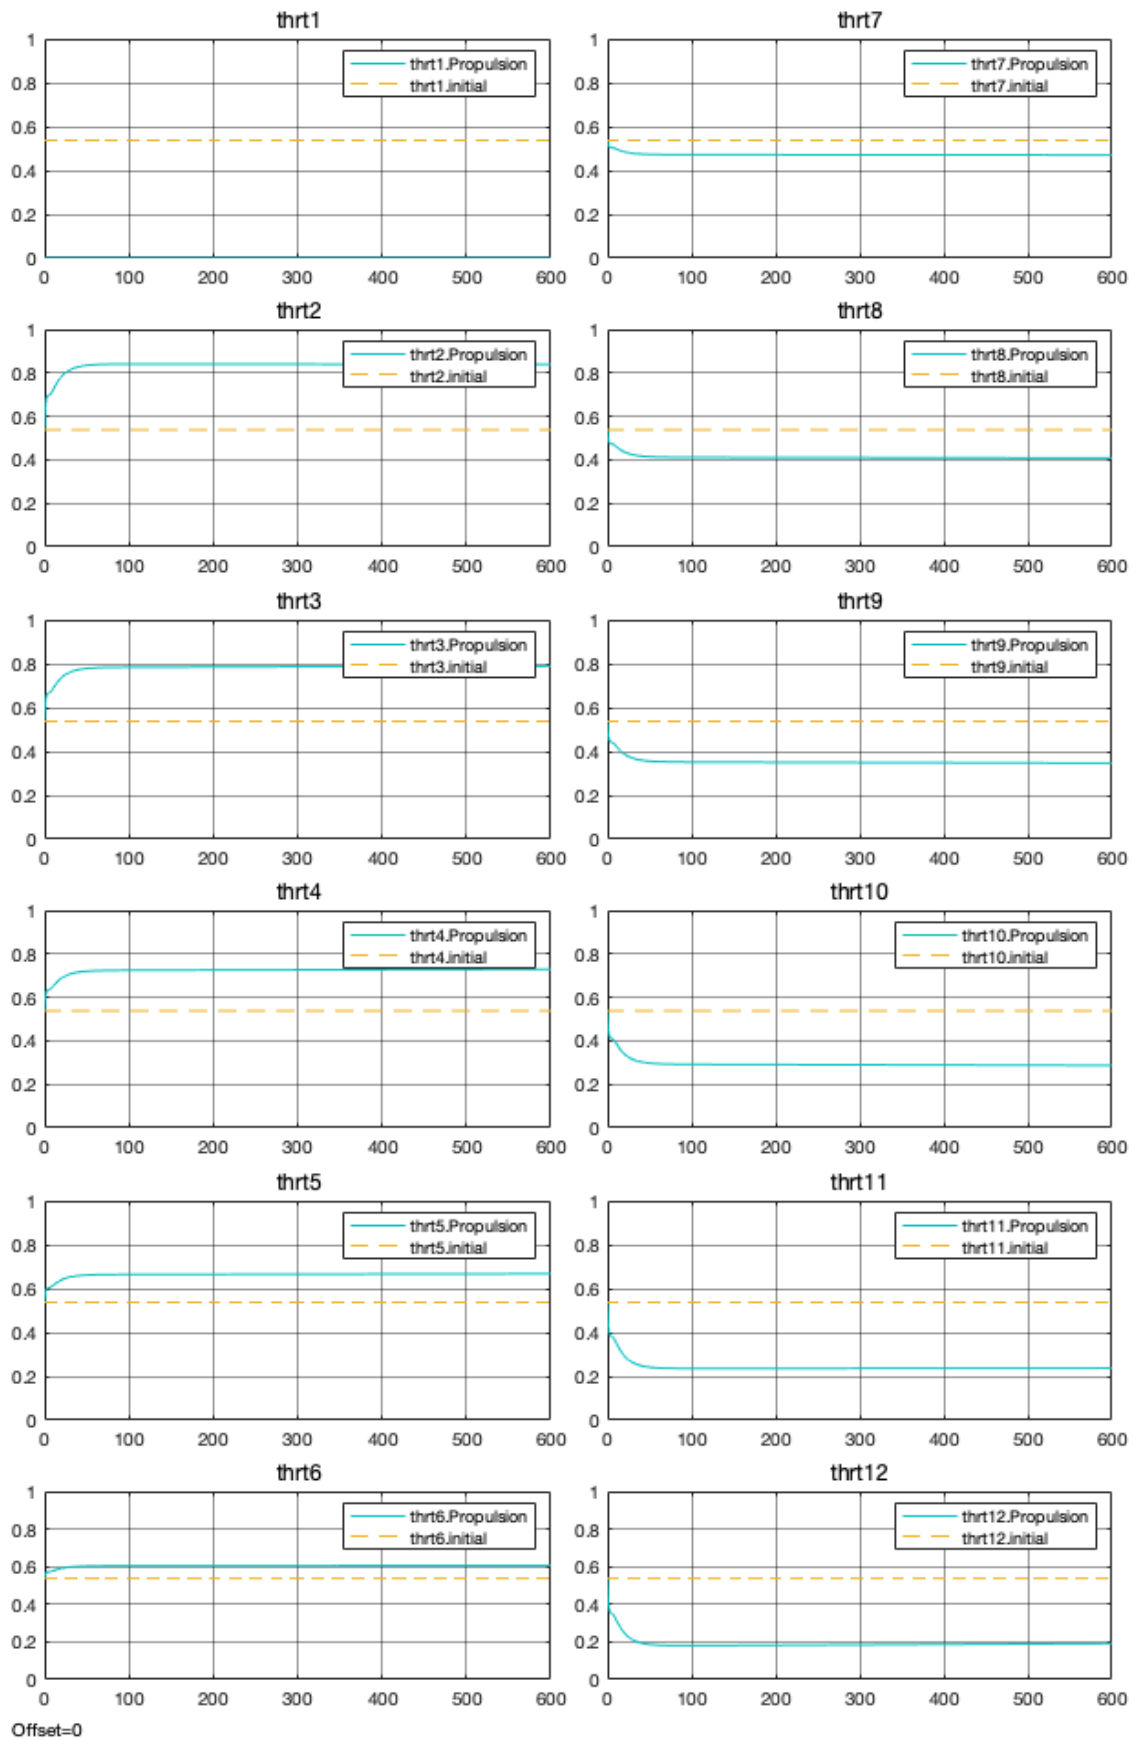 thrt1
1
thrt1.Propulsion
thrt1.initial
0.8
0.6
0.4
0.2
0
0 100 200 300 400 500 600
thrt7
1
thrt7.Propulsion
thrt7.initial
0.8
0.6
0.4
0.2
0
0 100 200 300 400 500 600
thrt2
1
thrt2.Propulsion
thrt2.initial
0.8
0.6
0.4
0.2
0
0 100 200 300 400 500 600
thrt8
1
thrt8.Propulsion
thrt8.initial
0.8
0.6
0.4
0.2
0
0 100 200 300 400 500 600
thrt3
1
thrt3.Propulsion
thrt3.initial
0.8
0.6
0.4
0.2
0
0 100 200 300 400 500 600
thrt9
1
thrt9.Propulsion
thrt9.initial
0.8
0.6
0.4
0.2
0
0 100 200 300 400 500 600
thrt4
1
thrt4.Propulsion
thrt4.initial
0.8
0.6
0.4
0.2
0
0 100 200 300 400 500 600
thrt10
1
thrt10.Propulsion
thrt10.initial
0.8
0.6
0.4
0.2
0
0 100 200 300 400 500 600
thrt5
1
thrt5.Propulsion
thrt5.initial
0.8
0.6
0.4
0.2
0
0 100 200 300 400 500 600
thrt11
1
thrt11.Propulsion
thrt11.initial
0.8
0.6
0.4
0.2
0
0 100 200 300 400 500 600
thrt6
1
thrt6.Propulsion
thrt6.initial
0.8
0.6
0.4
0.2
0
0 100 200 300 400 500 600
thrt12
1
thrt12.Propulsion
thrt12.initial
0.8
0.6
0.4
0.2
0
0 100 200 300 400 500 600
Offset=0